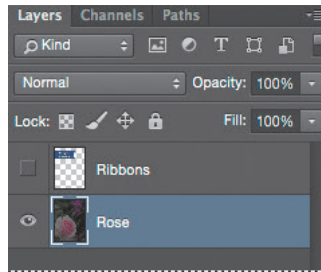 Layers Channels Paths
Kind
Normal Opacity: 100%
Lock: Fill: 100%
Ribbons
Rose